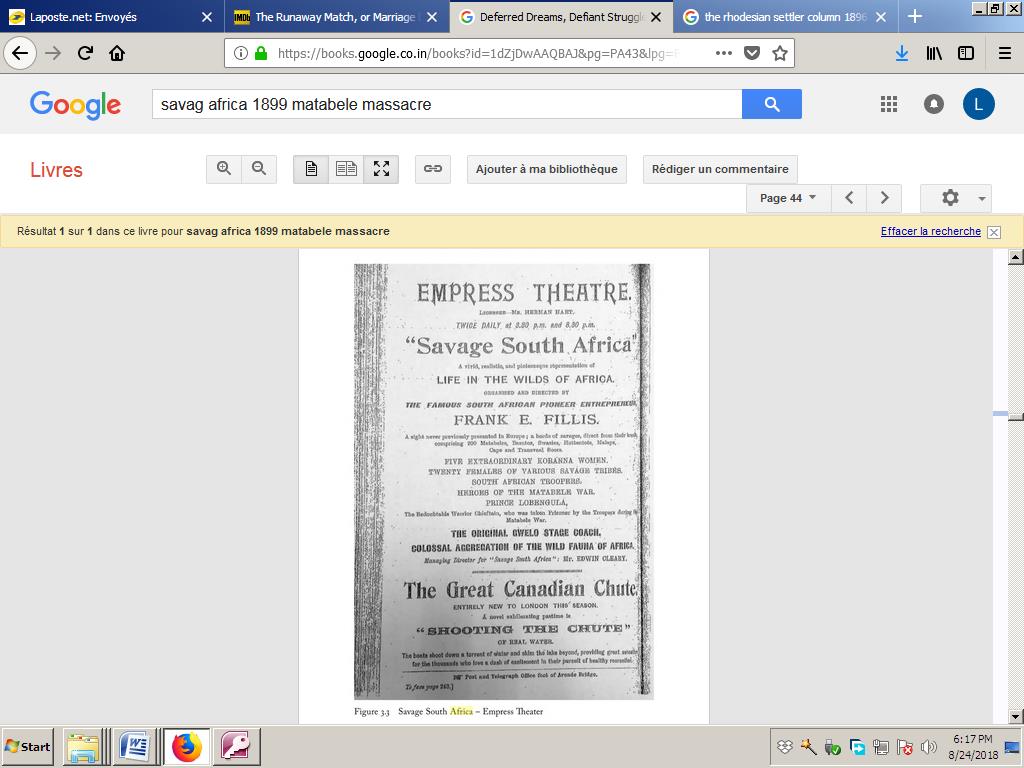 Laposte.net: Envoyés
The Runaway Match, or Marriage
Deferred Dreams, Defiant Struggle
the rhodesian settler column 1896
https://books.google.co.in/books?id=1dZjDwAAQBAJ&pg=PA43&lpg=
Google
savag africa 1899 matabele massacre
L
Livres
Ajouter à ma bibliothèque
Rédiger un commentaire
Page 44
Résultat 1 sur 1 dans ce livre pour savag africa 1899 matabele massacre
Effacer la recherche
EMPRESS THEATRE.
LICENSEE—MR. HERMAN HART.
TWICE DAILY, at 3.30 p.m. and 8.30 p.m.
"Savage South Africa"
A vivid, realistic, and picturesque representation of
LIFE IN THE WILDS OF AFRICA.
ORGANISED AND DIRECTED BY
THE FAMOUS SOUTH AFRICAN PIONEER ENTREPRENEUR,
FRANK E. FILLIS.
A sight never previously presented in Europe; a horde of savages, direct from their
comprising 200 Matabeles, Basutos, Swazies, Hottentots, Malays,
Cape and Transvaal Boers.
FIVE EXTRAORDINARY KORANNA WOMEN.
TWENTY FEMALES OF VARIOUS SAVAGE TRIBES.
SOUTH AFRICAN TROOPERS.
HEROES OF THE MATABELE WAR.
PRINCE LOBENGULA,
The Redoubtable Warrior Chieftain, who was taken Prisoner by the Troopers during
Matabele War.
THE ORIGINAL GWELO STAGE COACH,
COLOSSAL AGGREGATION OF THE WILD FAUNA OF AFRICA.
Managing Director for "Savage South Africa": Mr. EDWIN CLEARY.
The Great Canadian Chute.
ENTIRELY NEW TO LONDON THIS SEASON.
A novel exhilarating pastime is
"SHOOTING THE CHUTE"
OF REAL WATER.
The boats shoot down a torrent of water and skim the lake beyond, providing great
for the thousands who love a dash of excitement in their pursuit of healthy recreation.
Post and Telegraph Office foot of Arcade Bridge.
To face page 243.]
Figure 3.3 Savage South Africa – Empress Theater
Start
6:17 PM
8/24/2018